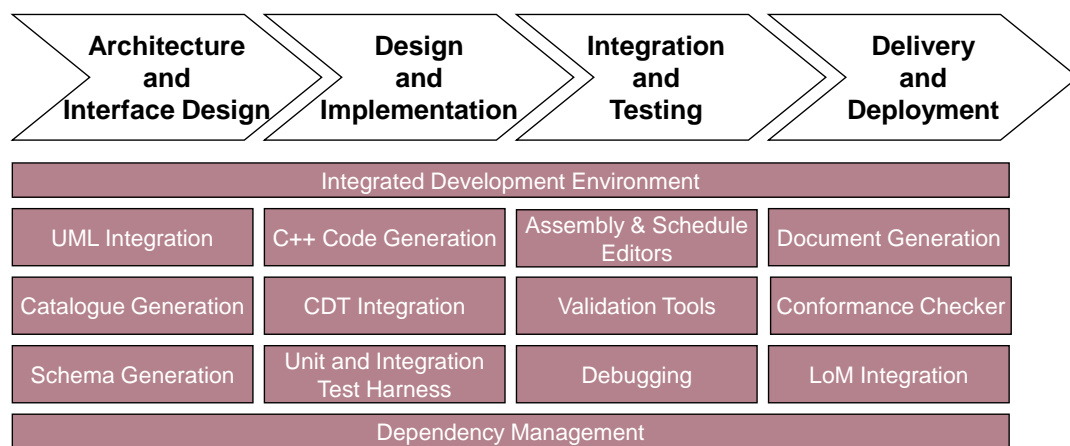 Architecture
and
Interface Design
Design
and
Implementation
Integration
and
Testing
Delivery
and
Deployment
Integrated Development Environment
UML Integration
C++ Code Generation
Assembly & Schedule
Editors
Document Generation
Catalogue Generation
CDT Integration
Validation Tools
Conformance Checker
Schema Generation
Unit and Integration
Test Harness
Debugging
LoM Integration
Dependency Management